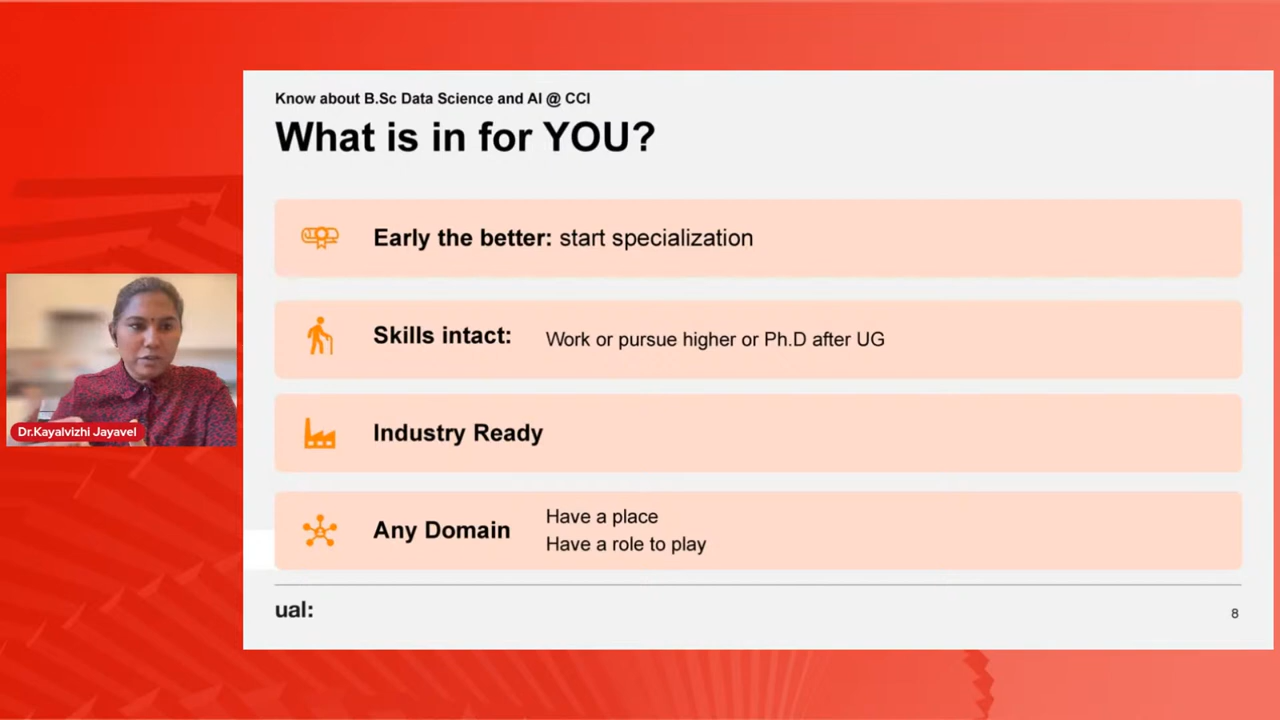 Know about B.Sc Data Science and AI @ CCI
What is in for YOU?
Early the better: start specialization
Skills intact: Work or pursue higher or Ph.D after UG
Industry Ready
Any Domain
Have a place
Have a role to play
Dr.Kayalvizhi Jayavel
ual:
8